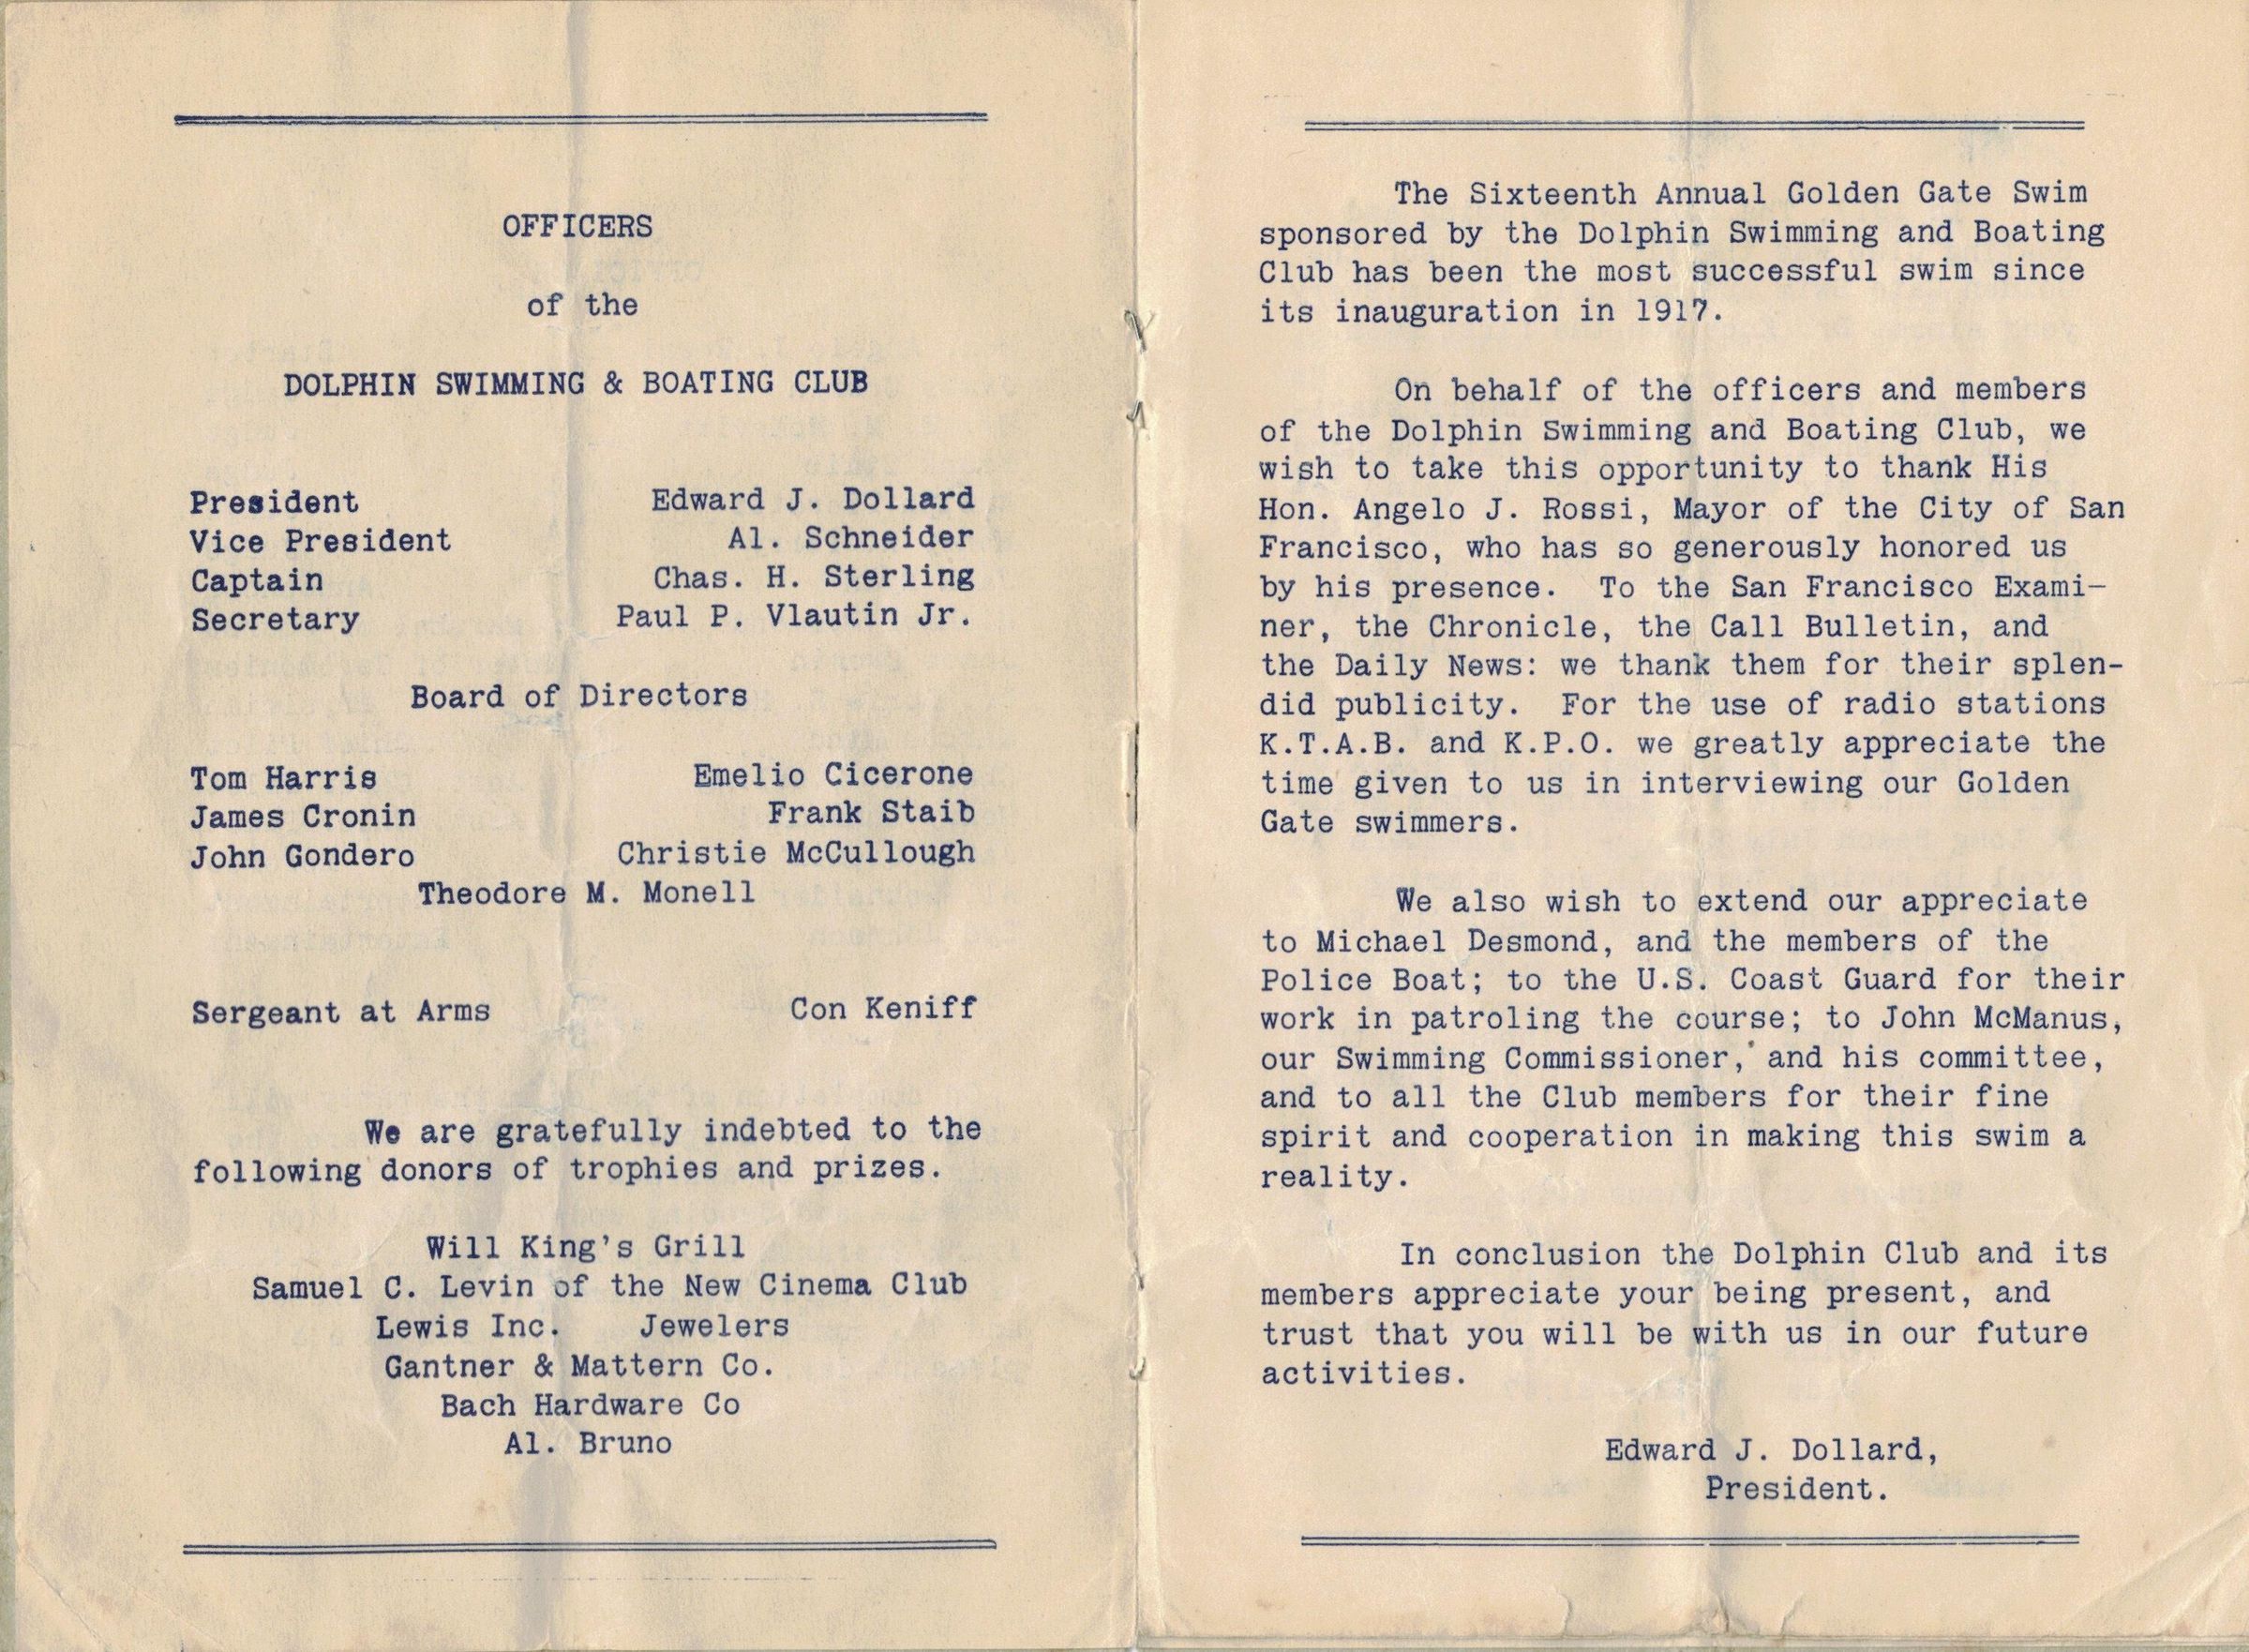 OFFICERS
of the
DOLPHIN SWIMMING & BOATING CLUB
President Edward J. Dollard
Vice President Al. Schneider
Captain Chas. H. Sterling
Secretary Paul P. Vlautin Jr.
Board of Directors
Tom Harris Emelio Cicerone
James Cronin Frank Staib
John Gondero Christie McCullough
Theodore M. Monell
Sergeant at Arms Con Keniff
We are gratefully indebted to the
following donors of trophies and prizes.
Will King's Grill
Samuel C. Levin of the New Cinema Club
Lewis Inc. Jewelers
Gantner & Mattern Co.
Bach Hardware Co
Al. Bruno
The Sixteenth Annual Golden Gate Swim
sponsored by the Dolphin Swimming and Boating
Club has been the most successful swim since
its inauguration in 1917.
On behalf of the officers and members
of the Dolphin Swimming and Boating Club, we
wish to take this opportunity to thank His
Hon. Angelo J. Rossi, Mayor of the City of San
Francisco, who has so generously honored us
by his presence. To the San Francisco Exami-
ner, the Chronicle, the Call Bulletin, and
the Daily News: we thank them for their splen-
did publicity. For the use of radio stations
K.T.A.B. and K.P.O. we greatly appreciate the
time given to us in interviewing our Golden
Gate swimmers.
We also wish to extend our appreciate
to Michael Desmond, and the members of the
Police Boat; to the U.S. Coast Guard for their
work in patroling the course; to John McManus,
our Swimming Commissioner, and his committee,
and to all the Club members for their fine
spirit and cooperation in making this swim a
reality.
In conclusion the Dolphin Club and its
members appreciate your being present, and
trust that you will be with us in our future
activities.
Edward J. Dollard,
President.